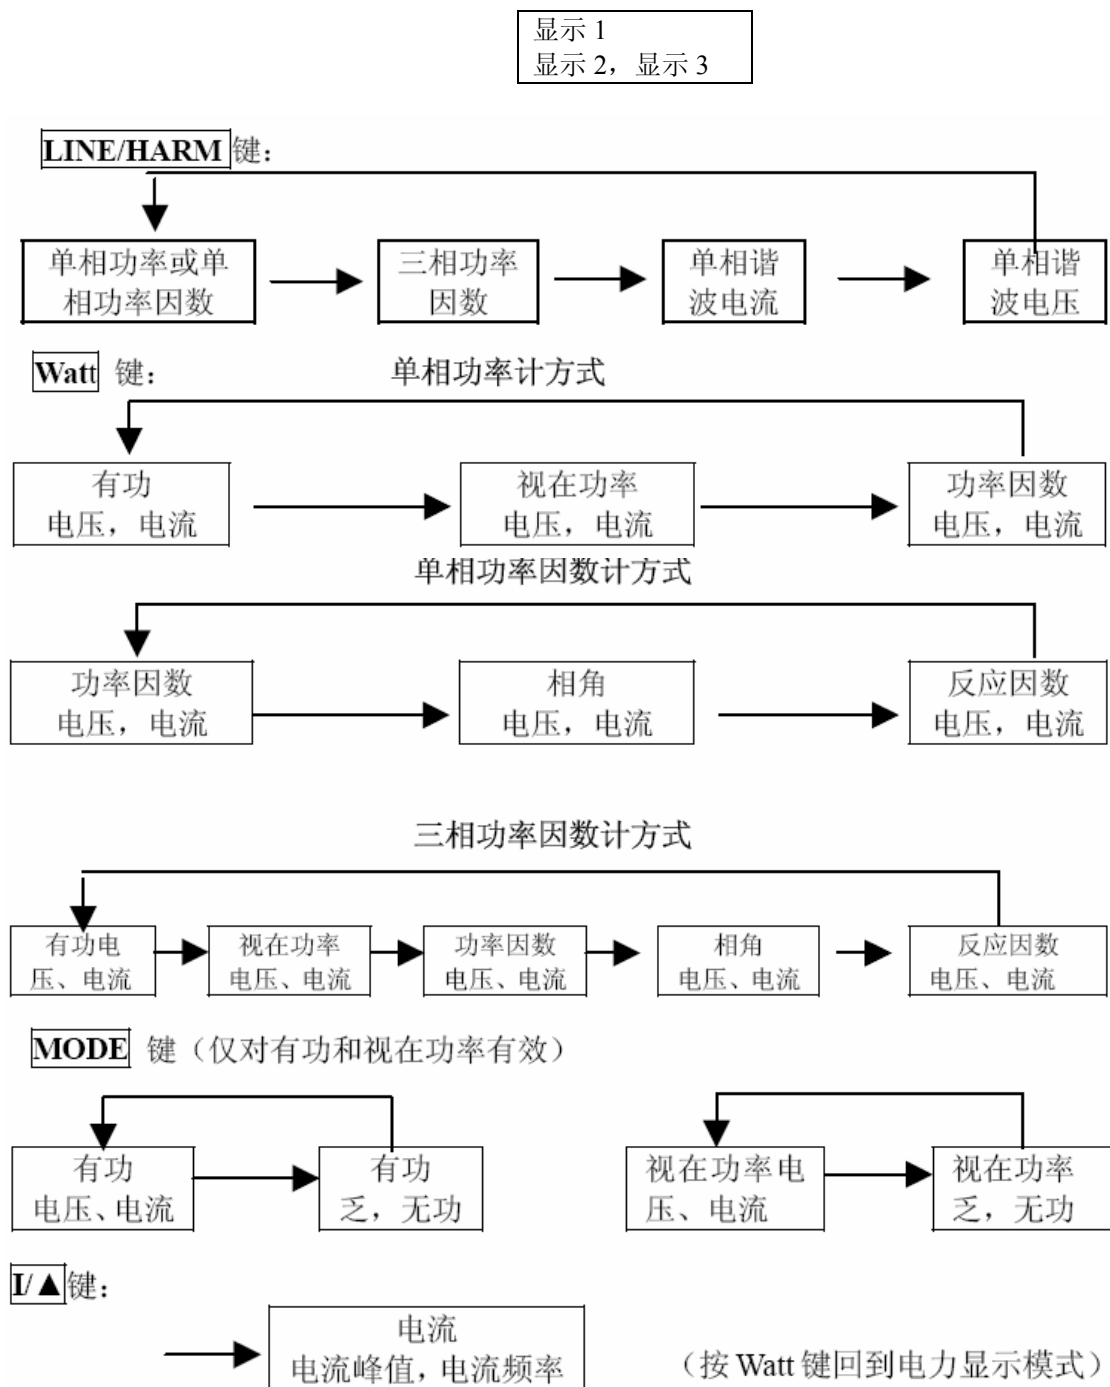 显示 1
显示 2，显示 3
LINE/HARM 键：
单相功率或单
相功率因数
三相功率
因数
单相谐
波电流
单相谐
波电压
Watt 键：
单相功率计方式
有功
电压，电流
视在功率
电压，电流
功率因数
电压，电流
单相功率因数计方式
功率因数
电压，电流
相角
电压，电流
反应因数
电压，电流
三相功率因数计方式
有功电
压、电流
视在功率
电压、电流
功率因数
电压、电流
相角
电压、电流
反应因数
电压、电流
MODE 键（仅对有功和视在功率有效）
有功
电压、电流
有功
乏，无功
视在功率电
压、电流
视在功率
乏，无功
I/▲键：
电流
电流峰值，电流频率
（按 Watt 键回到电力显示模式）